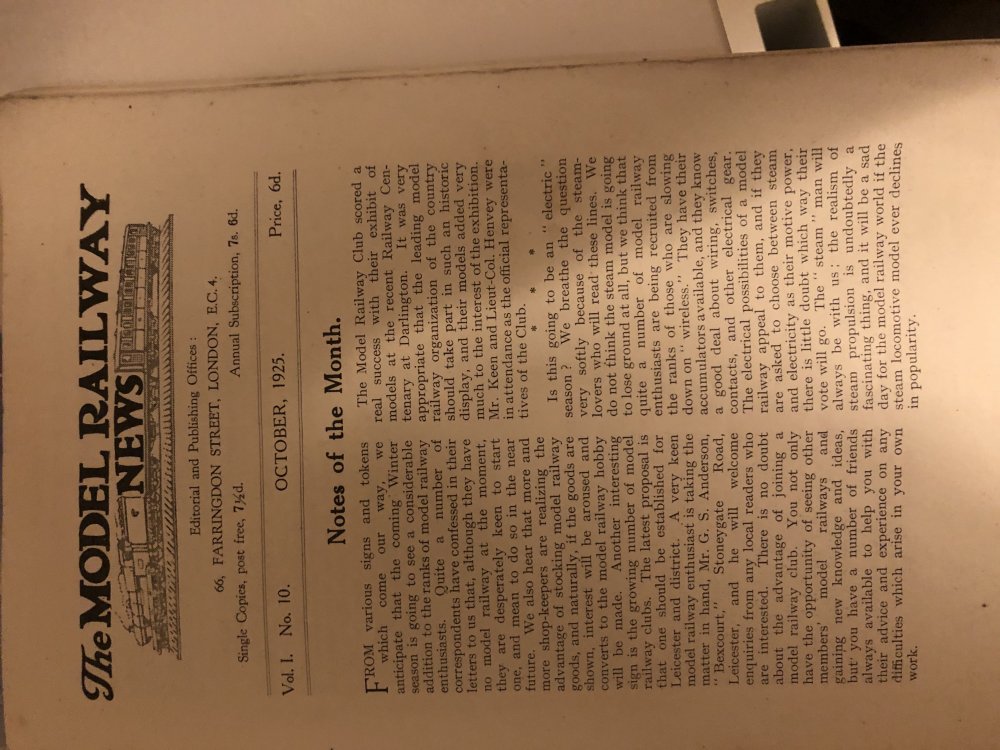 The MODEL RAILWAY
NEWS
Editorial and Publishing Offices:
66, FARRINGDON STREET, LONDON, E.C.4.
Single Copies, post free, 7½d. Annual Subscription, 7s. 6d.
Vol. I. No. 10. OCTOBER, 1925. Price, 6d.
Notes of the Month.
FROM various signs and tokens
which come our way, we
anticipate that the coming Winter
season is going to see a considerable
addition to the ranks of model railway
enthusiasts. Quite a number of
correspondents have confessed in their
letters to us that, although they have
no model railway at the moment,
they are desperately keen to start
one, and mean to do so in the near
future. We also hear that more and
more shop-keepers are realizing the
advantage of stocking model railway
goods, and naturally, if the goods are
shown, interest will be aroused and
converts to the model railway hobby
will be made. Another interesting
sign is the growing number of model
railway clubs. The latest proposal is
that one should be established for
Leicester and district. A very keen
model railway enthusiast is taking the
matter in hand, Mr. G. S. Anderson,
" Bexcourt," Stoneygate Road,
Leicester, and he will welcome
enquiries from any local readers who
are interested. There is no doubt
about the advantage of joining a
model railway club. You not only
have the opportunity of seeing other
members' model railways and
gaining new knowledge and ideas,
but you have a number of friends
always available to help you with
their advice and experience on any
difficulties which arise in your own
work.
The Model Railway Club scored a
real success with their exhibit of
models at the recent Railway Cen-
tenary at Darlington. It was very
appropriate that the leading model
railway organization of the country
should take part in such an historic
display, and their models added very
much to the interest of the exhibition.
Mr. Keen and Lieut-Col. Henvey were
in attendance as the official representa-
tives of the Club.
* * *
Is this going to be an " electric "
season? We breathe the question
very softly because of the steam-
lovers who will read these lines. We
do not think the steam model is going
to lose ground at all, but we think that
quite a number of model railway
enthusiasts are being recruited from
the ranks of those who are slowing
down on " wireless." They have their
accumulators available, and they know
a good deal about wiring, switches,
contacts, and other electrical gear.
The electrical possibilities of a model
railway appeal to them, and if they
are asked to choose between steam
and electricity as their motive power,
there is little doubt which way their
vote will go. The " steam " man will
always be with us; the realism of
steam propulsion is undoubtedly a
fascinating thing, and it will be a sad
day for the model railway world if the
steam locomotive model ever declines
in popularity.